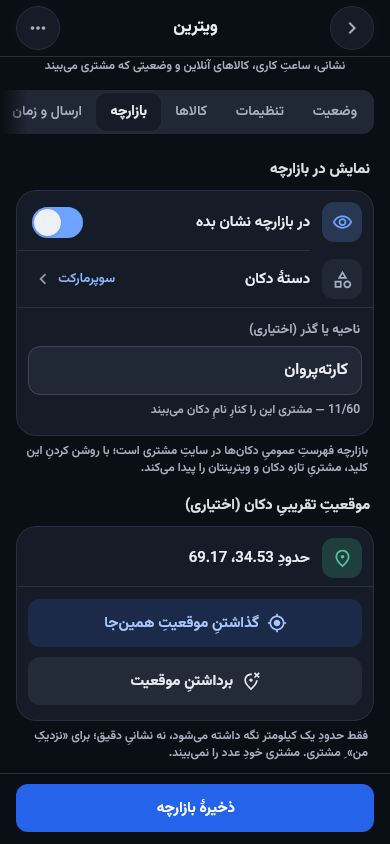 ویترین
نشانی، ساعتِ کاری، کالاهای آنلاین و وضعیتی که مشتری می‌بیند
وضعیت تنظیمات کالاها بازارچه ارسال و زمان
نمایش در بازارچه
در بازارچه نشان بده
دستهٔ دکان سوپرمارکت
ناحیه یا گذر (اختیاری)
کارته‌پروان
11/60 — مشتری این را کنارِ نامِ دکان می‌بیند
بازارچه فهرستِ عمومیِ دکان‌ها در سایتِ مشتری است؛ با روشن کردنِ این
کلید، مشتریِ تازه دکان و ویترینتان را پیدا می‌کند.
موقعیتِ تقریبیِ دکان (اختیاری)
حدودِ 34.53، 69.17
گذاشتنِ موقعیتِ همین‌جا
برداشتنِ موقعیت
فقط حدودِ یک کیلومتر نگه داشته می‌شود، نه نشانیِ دقیق؛ برای «نزدیکِ
من»ِ مشتری. مشتری خودِ عدد را نمی‌بیند.
ذخیرهٔ بازارچه